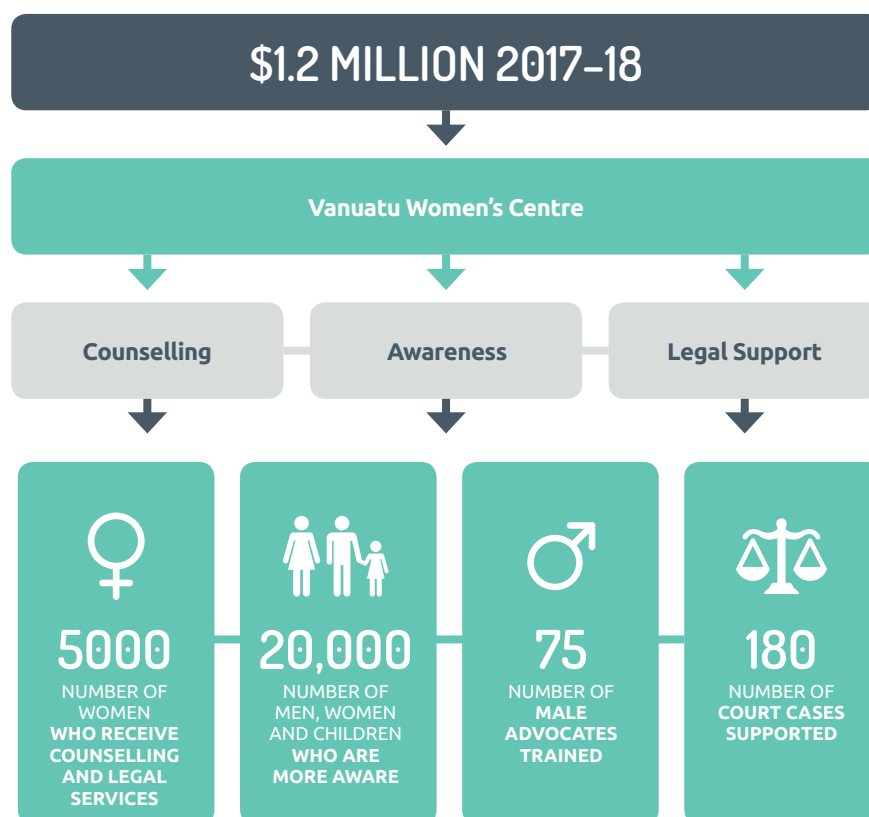 $1.2 MILLION 2017–18
Vanuatu Women's Centre
Counselling
Awareness
Legal Support
5000
NUMBER OF
WOMEN
WHO RECEIVE
COUNSELLING
AND LEGAL
SERVICES
20,000
NUMBER OF
MEN, WOMEN
AND CHILDREN
WHO ARE
MORE AWARE
75
NUMBER OF
MALE
ADVOCATES
TRAINED
180
NUMBER OF
COURT CASES
SUPPORTED